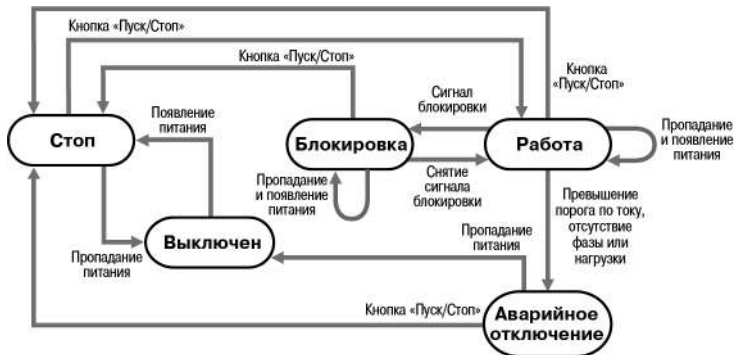 Кнопка «Пуск/Стоп»
Кнопка «Пуск/Стоп»
Кнопка
«Пуск/Стоп»
Появление
питания
Сигнал
блокировки
Пропадание
и появление
питания
Стоп
Блокировка
Работа
Пропадание
и появление
питания
Снятие
сигнала
блокировки
Превышение
порога по току,
отсутствие
фазы или
нагрузки
Выключен
Пропадание
питания
Пропадание
питания
Кнопка «Пуск/Стоп»
Аварийное
отключение